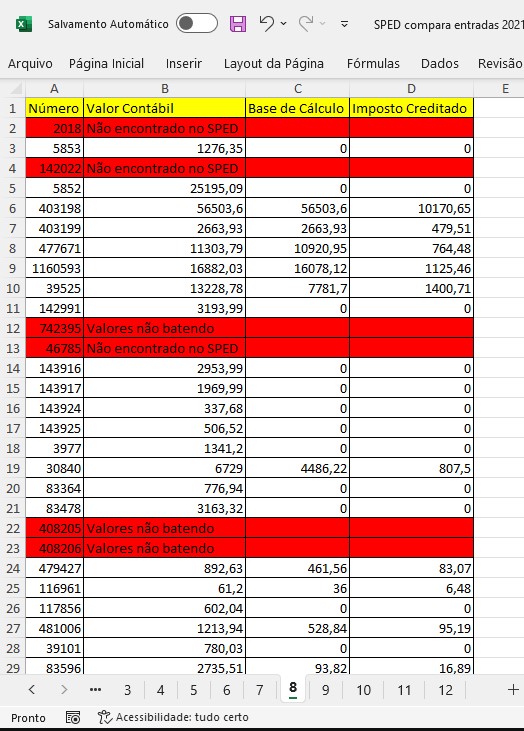 Salvamento Automático
SPED compara entradas 2021
Arquivo Página Inicial Inserir Layout da Página Fórmulas Dados Revisão
A B C D E
1 Número Valor Contábil Base de Cálculo Imposto Creditado
2 2018 Não encontrado no SPED
3 5853 1276,35 0 0
4 142022 Não encontrado no SPED
5 5852 25195,09 0 0
6 403198 56503,6 56503,6 10170,65
7 403199 2663,93 2663,93 479,51
8 477671 11303,79 10920,95 764,48
9 1160593 16882,03 16078,12 1125,46
10 39525 13228,78 7781,7 1400,71
11 142991 3193,99 0 0
12 742395 Valores não batendo
13 46785 Não encontrado no SPED
14 143916 2953,99 0 0
15 143917 1969,99 0 0
16 143924 337,68 0 0
17 143925 506,52 0 0
18 3977 1341,2 0 0
19 30840 6729 4486,22 807,5
20 83364 776,94 0 0
21 83478 3163,32 0 0
22 408205 Valores não batendo
23 408206 Valores não batendo
24 479427 892,63 461,56 83,07
25 116961 61,2 36 6,48
26 117856 602,04 0 0
27 481006 1213,94 528,84 95,19
28 39101 780,03 0 0
29 83596 2735,51 93,82 16,89
... 3 4 5 6 7 8 9 10 11 12
Pronto Acessibilidade: tudo certo